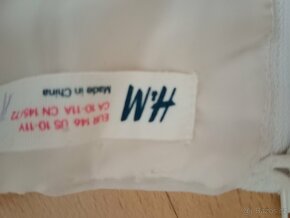 H&M
Made in China
EUR 146 US 10-11Y
CA 10-11A CN 145/72